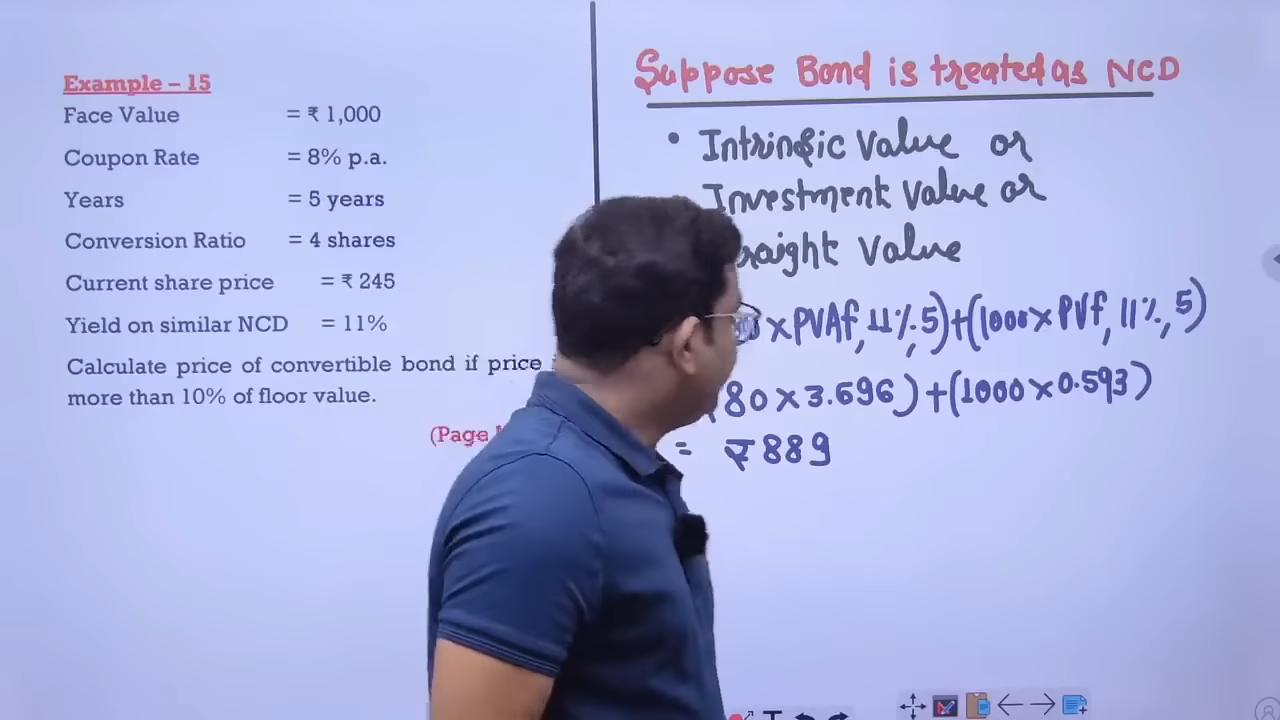 Example – 15
Face Value = ₹ 1,000
Coupon Rate = 8% p.a.
Years = 5 years
Conversion Ratio = 4 shares
Current share price = ₹ 245
Yield on similar NCD = 11%
Calculate price of convertible bond if price
more than 10% of floor value.
(Page
Suppose Bond is treated as NCD
• Intrinsic Value or
Investment Value or
raight Value
× PVAf, 11%, 5) + (1000 × PVf, 11%, 5)
80 × 3.696) + (1000 × 0.593)
= ₹ 889